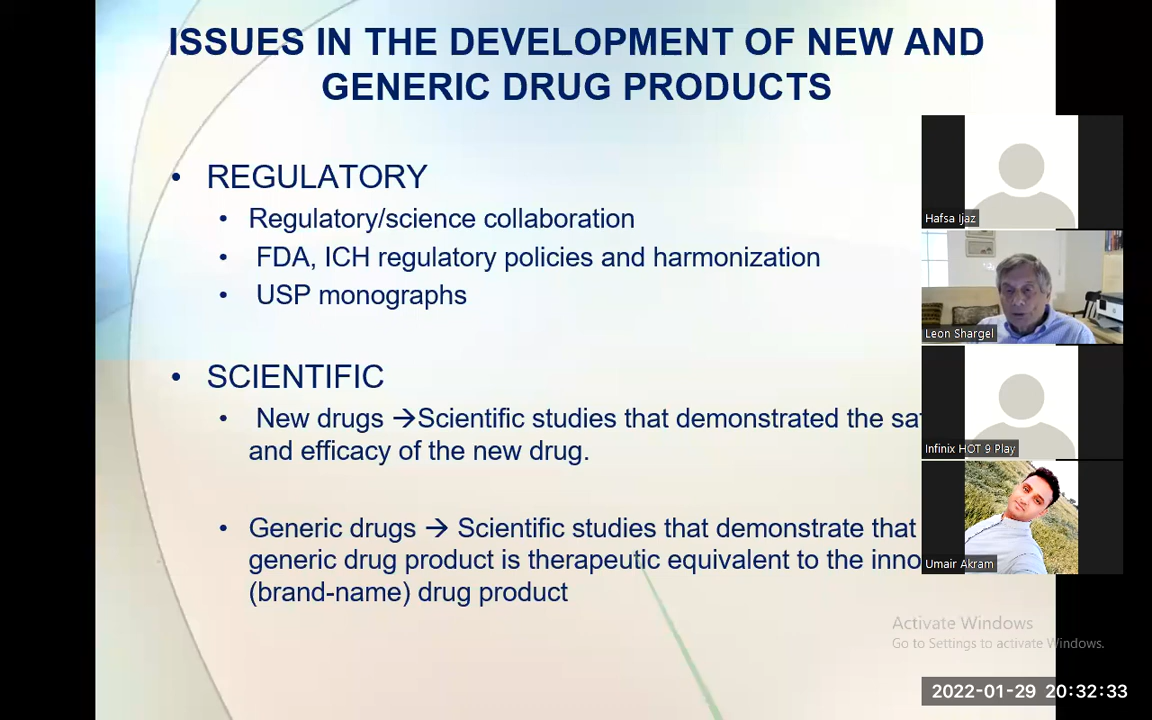 ISSUES IN THE DEVELOPMENT OF NEW AND
GENERIC DRUG PRODUCTS
• REGULATORY
• Regulatory/science collaboration
• FDA, ICH regulatory policies and harmonization
• USP monographs
• SCIENTIFIC
• New drugs →Scientific studies that demonstrated the
and efficacy of the new drug.
• Generic drugs → Scientific studies that demonstrate that
generic drug product is therapeutic equivalent to the
(brand-name) drug product
Hafsa Ijaz
Leon Shargel
Infinix HOT 9 Play
Umair Akram
Activate Windows
Go to Settings to activate Windows.
2022-01-29 20:32:33